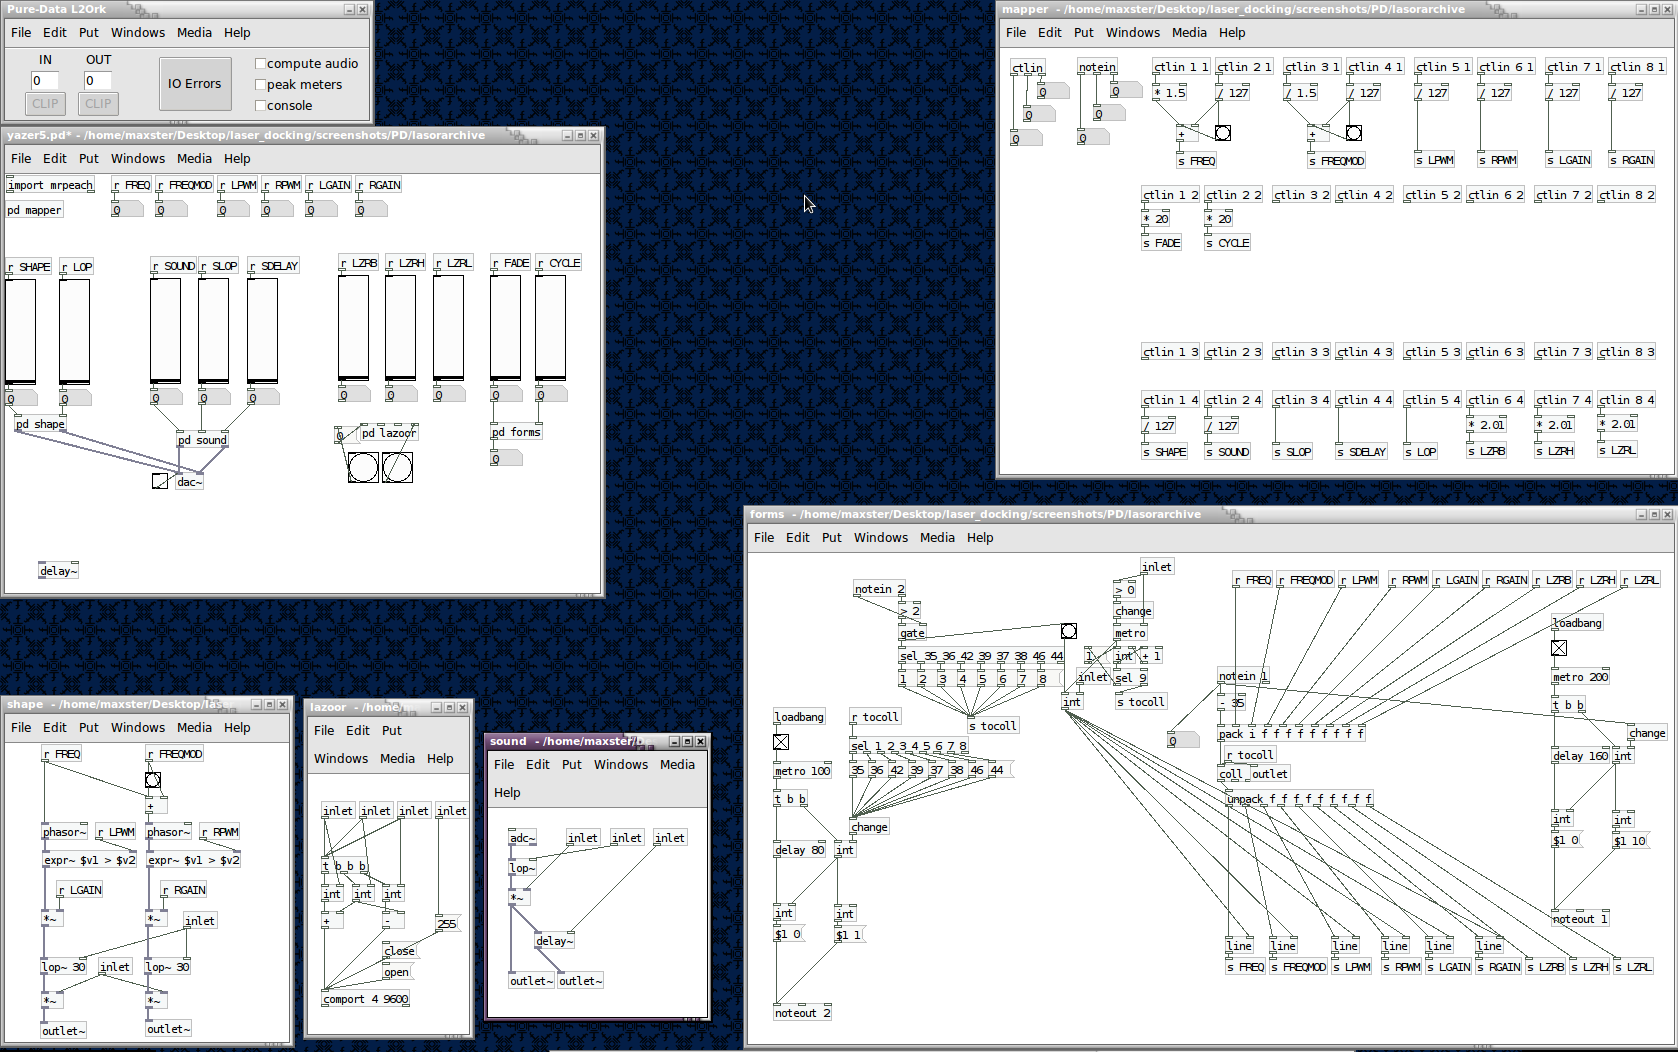 Pure-Data L2Ork
File Edit Put Windows Media Help
IN OUT
0 0
CLIP CLIP
IO Errors
compute audio
peak meters
console
yazer5.pd* - /home/maxster/Desktop/laser_docking/screenshots/PD/lasorarchive
File Edit Put Windows Media Help
import mrpeach r FREQ r FREQMOD r LPWM r RPWM r LGAIN r RGAIN
pd mapper 0 0 0 0 0 0
r SHAPE r LOP r SOUND r SLOP r SDELAY r LZRB r LZRH r LZRL r FADE r CYCLE
0 0 0 0 0 0 0 0 0 0
pd shape pd sound 0 pd lazoor pd forms
0
dac~
delay~
mapper - /home/maxster/Desktop/laser_docking/screenshots/PD/lasorarchive
File Edit Put Windows Media Help
ctlin notein ctlin 1 1 ctlin 2 1 ctlin 3 1 ctlin 4 1 ctlin 5 1 ctlin 6 1 ctlin 7 1 ctlin 8 1
0 0 * 1.5 / 127 / 1.5 / 127 / 127 / 127 / 127 / 127
0 0
0 0 + +
s FREQ s FREQMOD s LPWM s RPWM s LGAIN s RGAIN
ctlin 1 2 ctlin 2 2 ctlin 3 2 ctlin 4 2 ctlin 5 2 ctlin 6 2 ctlin 7 2 ctlin 8 2
* 20 * 20
s FADE s CYCLE
ctlin 1 3 ctlin 2 3 ctlin 3 3 ctlin 4 3 ctlin 5 3 ctlin 6 3 ctlin 7 3 ctlin 8 3
ctlin 1 4 ctlin 2 4 ctlin 3 4 ctlin 4 4 ctlin 5 4 ctlin 6 4 ctlin 7 4 ctlin 8 4
/ 127 / 127 * 2.01 * 2.01 * 2.01
s SHAPE s SOUND s SLOP s SDELAY s LOP s LZRB s LZRH s LZRL
forms - /home/maxster/Desktop/laser_docking/screenshots/PD/lasorarchive
File Edit Put Windows Media Help
inlet
r FREQ r FREQMOD r LPWM r RPWM r LGAIN r RGAIN r LZRB r LZRH r LZRL
notein 2 > 0
> 2 change
gate metro loadbang
sel 35 36 42 39 37 38 46 44 1 int + 1
1 2 3 4 5 6 7 8 inlet sel 9 notein 1 metro 200
int s tocoll - 35 t b b
loadbang r tocoll s tocoll pack i f f f f f f f f f change
0
sel 1 2 3 4 5 6 7 8 r tocoll delay 160 int
metro 100 35 36 42 39 37 38 46 44 coll outlet
t b b unpack f f f f f f f f f
change int int
delay 80 int $1 0 $1 10
int int noteout 1
$1 0 $1 1 line line line line line line
s FREQ s FREQMOD s LPWM s RPWM s LGAIN s RGAIN s LZRB s LZRH s LZRL
noteout 2
shape - /home/maxster/Desktop/las
File Edit Put Windows Media Help
r FREQ r FREQMOD
+
phasor~ r LPWM phasor~ r RPWM
expr~ $v1 > $v2 expr~ $v1 > $v2
r LGAIN r RGAIN
*~ *~ inlet
lop~ 30 inlet lop~ 30
*~ *~
outlet~ outlet~
lazoor - /home/
File Edit Put
Windows Media Help
inlet inlet inlet inlet
t b b b
int int int
+ - 255
close
open
comport 4 9600
sound - /home/maxster/
File Edit Put Windows Media
Help
adc~ inlet inlet inlet
lop~
*~
delay~
outlet~ outlet~